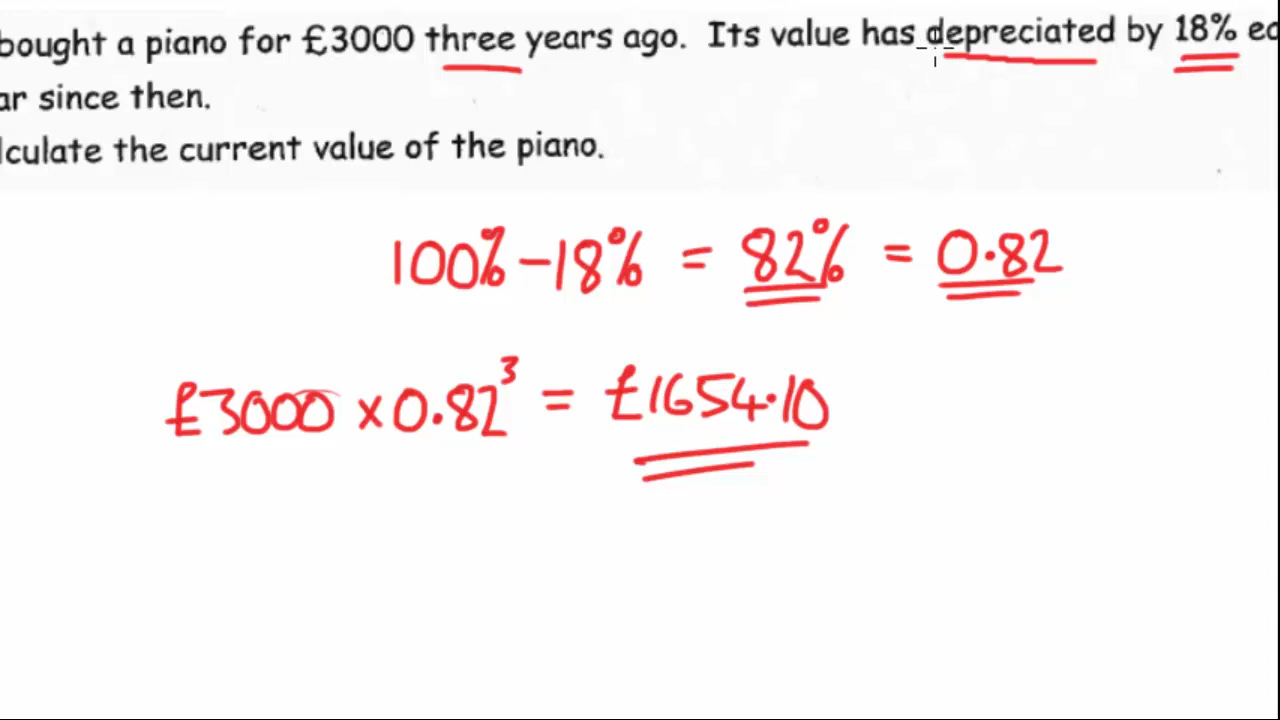 bought a piano for £3000 three years ago. Its value has depreciated by 18% ea
ar since then.
lculate the current value of the piano.
100% - 18% = 82% = 0.82
£3000 x 0.82³ = £1654.10